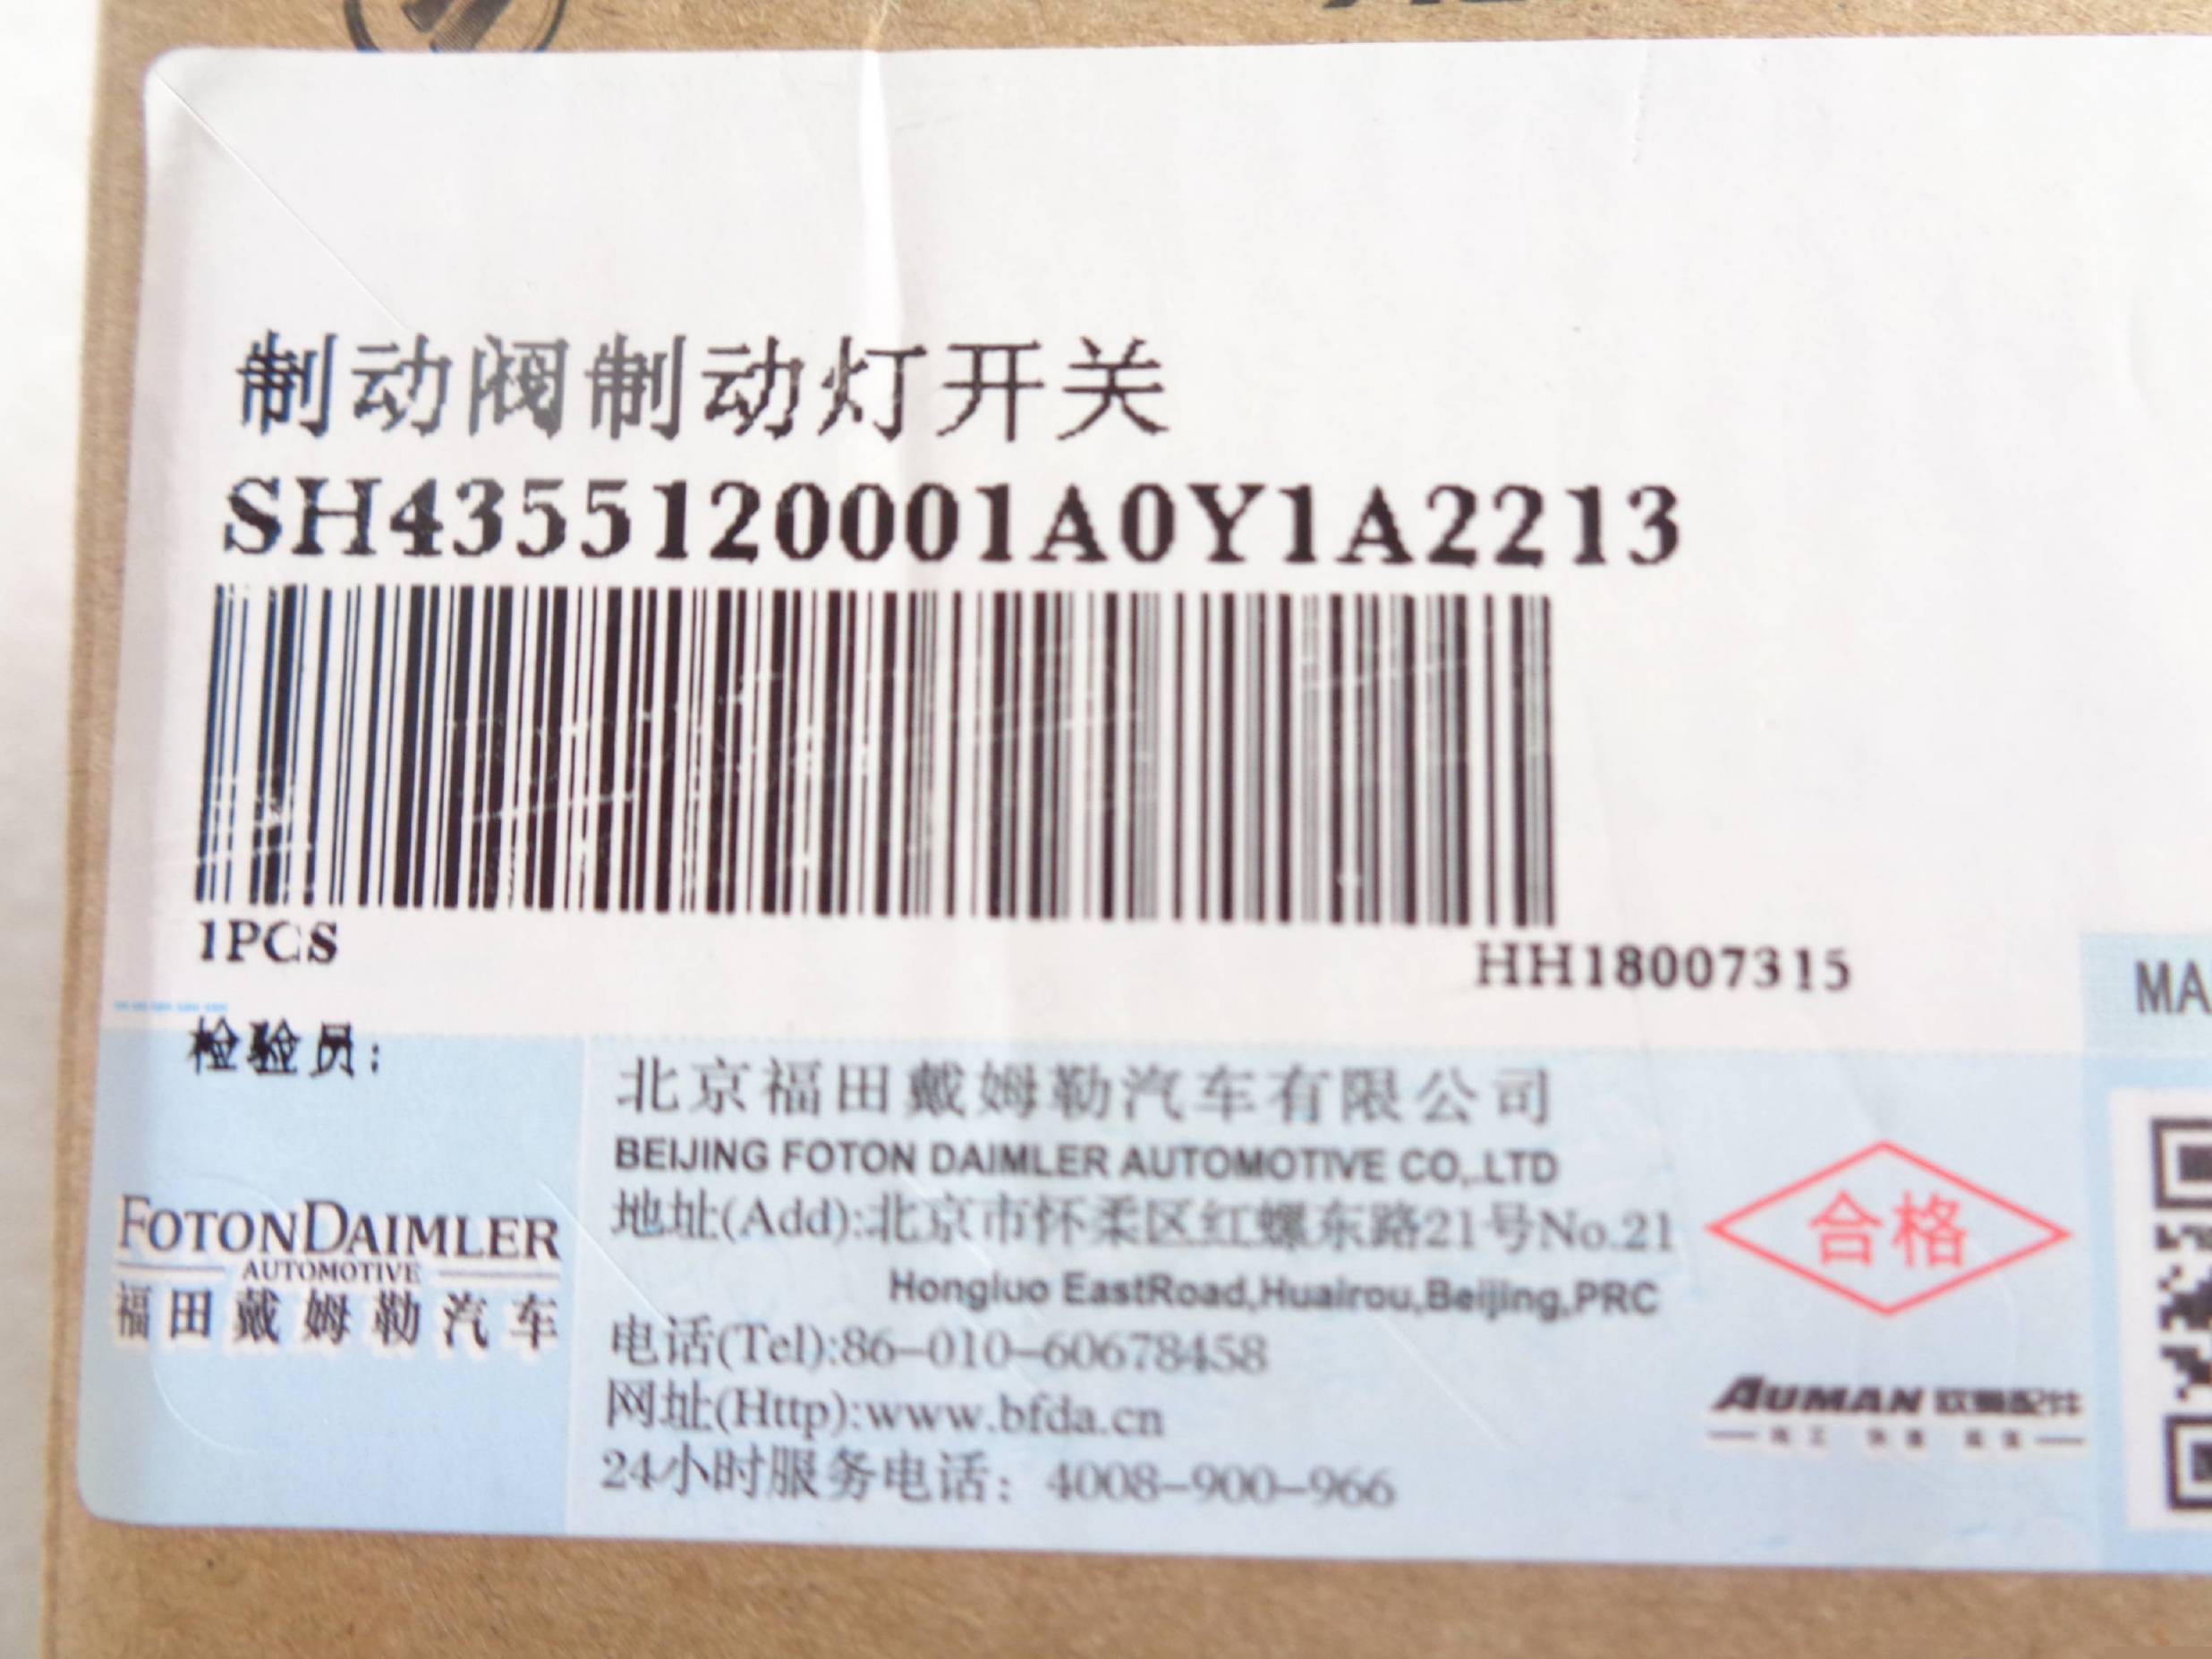 制动阀制动灯开关
SH4355120001A0Y1A2213
1PCS
HH18007315
MA
检验员:
北京福田戴姆勒汽车有限公司
BEIJING FOTON DAIMLER AUTOMOTIVE CO,.LTD
地址(Add):北京市怀柔区红螺东路21号No.21
Hongluo EastRoad,Huairou,Beijing,PRC
电话(Tel):86-010-60678458
网址(Http):www.bfda.cn
24小时服务电话：4008-900-966
FOTONDAIMLER
AUTOMOTIVE
福田戴姆勒汽车
合格
AUMAN 欧曼配件